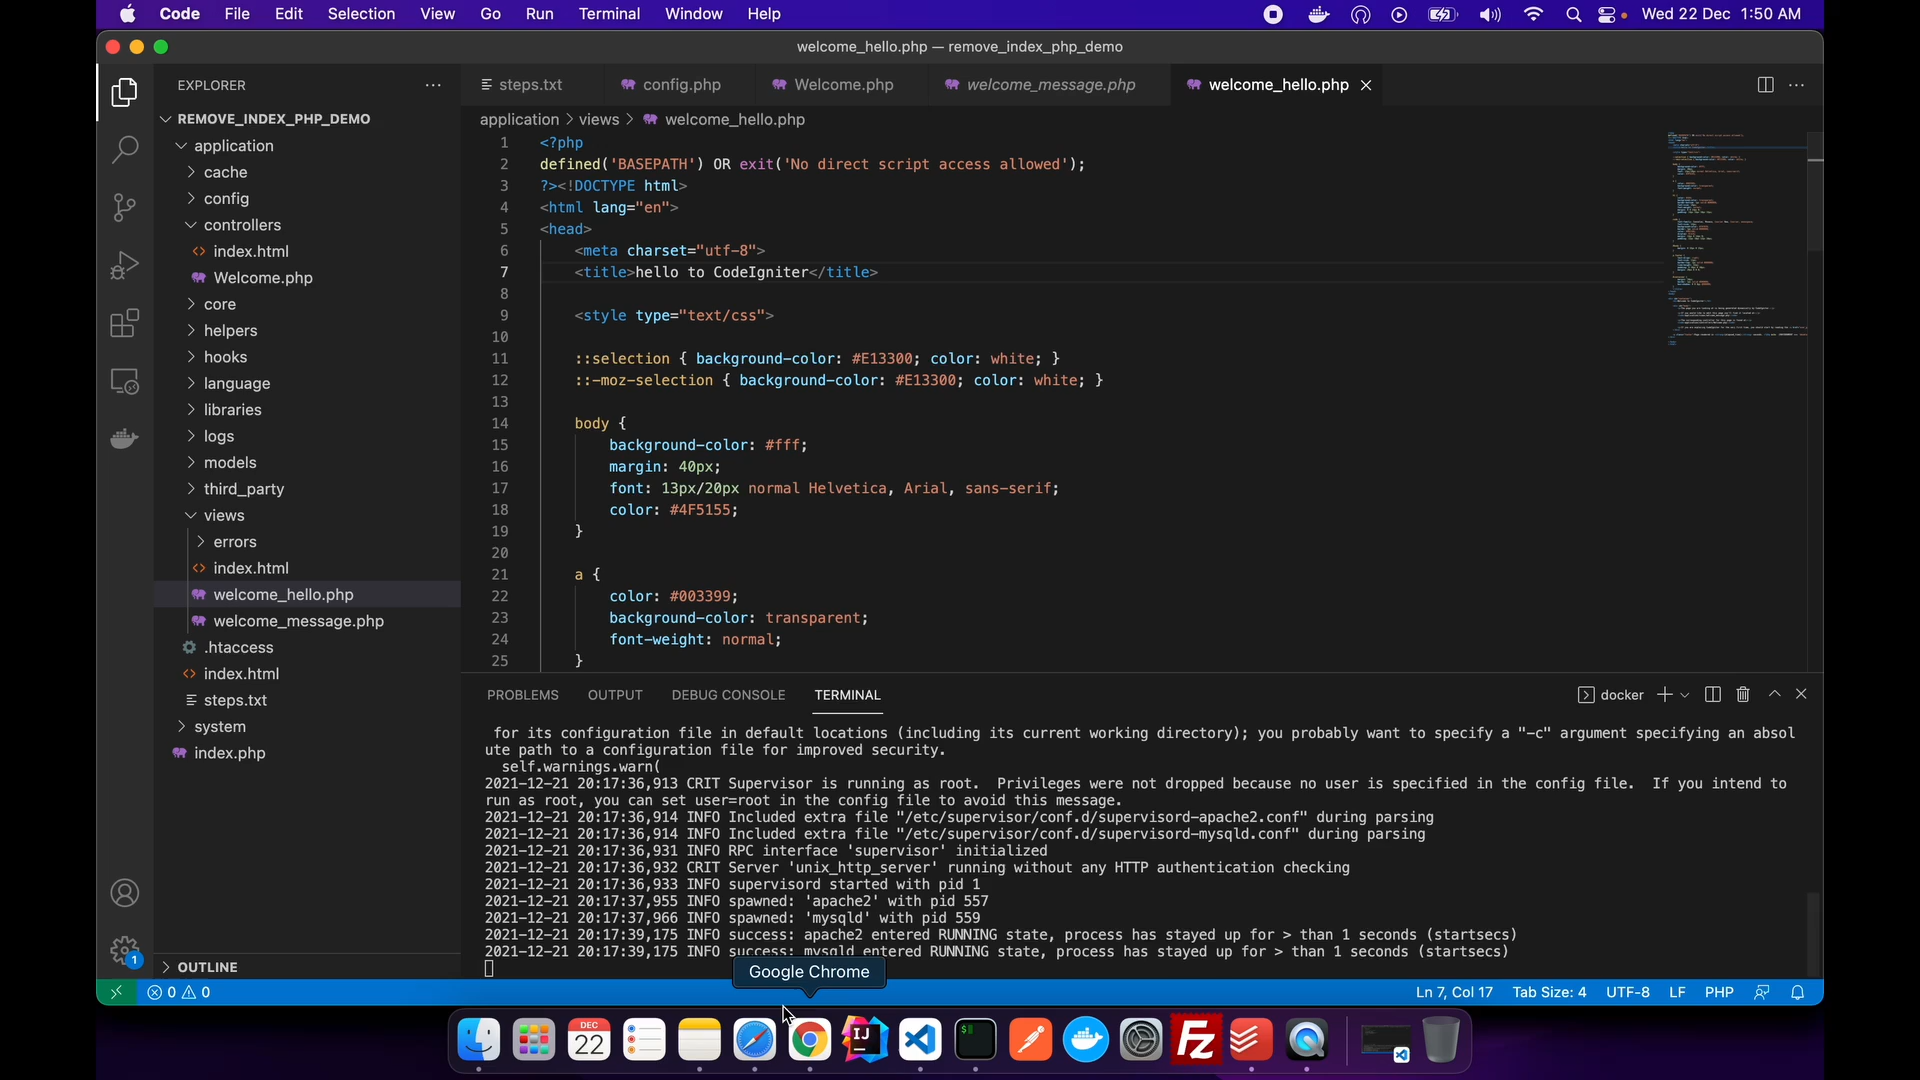 Code File Edit Selection View Go Run Terminal Window Help Wed 22 Dec 1:50 AM
welcome_hello.php — remove_index_php_demo
EXPLORER
steps.txt config.php Welcome.php welcome_message.php welcome_hello.php
application > views > welcome_hello.php
REMOVE_INDEX_PHP_DEMO
application
cache
config
controllers
index.html
Welcome.php
core
helpers
hooks
language
libraries
logs
models
third_party
views
errors
index.html
welcome_hello.php
welcome_message.php
.htaccess
index.html
steps.txt
system
index.php
OUTLINE
1 <?php
2 defined('BASEPATH') OR exit('No direct script access allowed');
3 ?><!DOCTYPE html>
4 <html lang="en">
5 <head>
6 <meta charset="utf-8">
7 <title>hello to CodeIgniter</title>
8
9 <style type="text/css">
10
11 ::selection { background-color: #E13300; color: white; }
12 ::-moz-selection { background-color: #E13300; color: white; }
13
14 body {
15 background-color: #fff;
16 margin: 40px;
17 font: 13px/20px normal Helvetica, Arial, sans-serif;
18 color: #4F5155;
19 }
20
21 a {
22 color: #003399;
23 background-color: transparent;
24 font-weight: normal;
25 }
PROBLEMS OUTPUT DEBUG CONSOLE TERMINAL docker
for its configuration file in default locations (including its current working directory); you probably want to specify a "-c" argument specifying an absol
ute path to a configuration file for improved security.
self.warnings.warn(
2021-12-21 20:17:36,913 CRIT Supervisor is running as root.  Privileges were not dropped because no user is specified in the config file.  If you intend to
run as root, you can set user=root in the config file to avoid this message.
2021-12-21 20:17:36,914 INFO Included extra file "/etc/supervisor/conf.d/supervisord-apache2.conf" during parsing
2021-12-21 20:17:36,914 INFO Included extra file "/etc/supervisor/conf.d/supervisord-mysqld.conf" during parsing
2021-12-21 20:17:36,931 INFO RPC interface 'supervisor' initialized
2021-12-21 20:17:36,932 CRIT Server 'unix_http_server' running without any HTTP authentication checking
2021-12-21 20:17:36,933 INFO supervisord started with pid 1
2021-12-21 20:17:37,955 INFO spawned: 'apache2' with pid 557
2021-12-21 20:17:37,966 INFO spawned: 'mysqld' with pid 559
2021-12-21 20:17:39,175 INFO success: apache2 entered RUNNING state, process has stayed up for > than 1 seconds (startsecs)
2021-12-21 20:17:39,175 INFO success: mysqld entered RUNNING state, process has stayed up for > than 1 seconds (startsecs)
Google Chrome
1
0 0 Ln 7, Col 17 Tab Size: 4 UTF-8 LF PHP
DEC
22
IJ
$
Fz